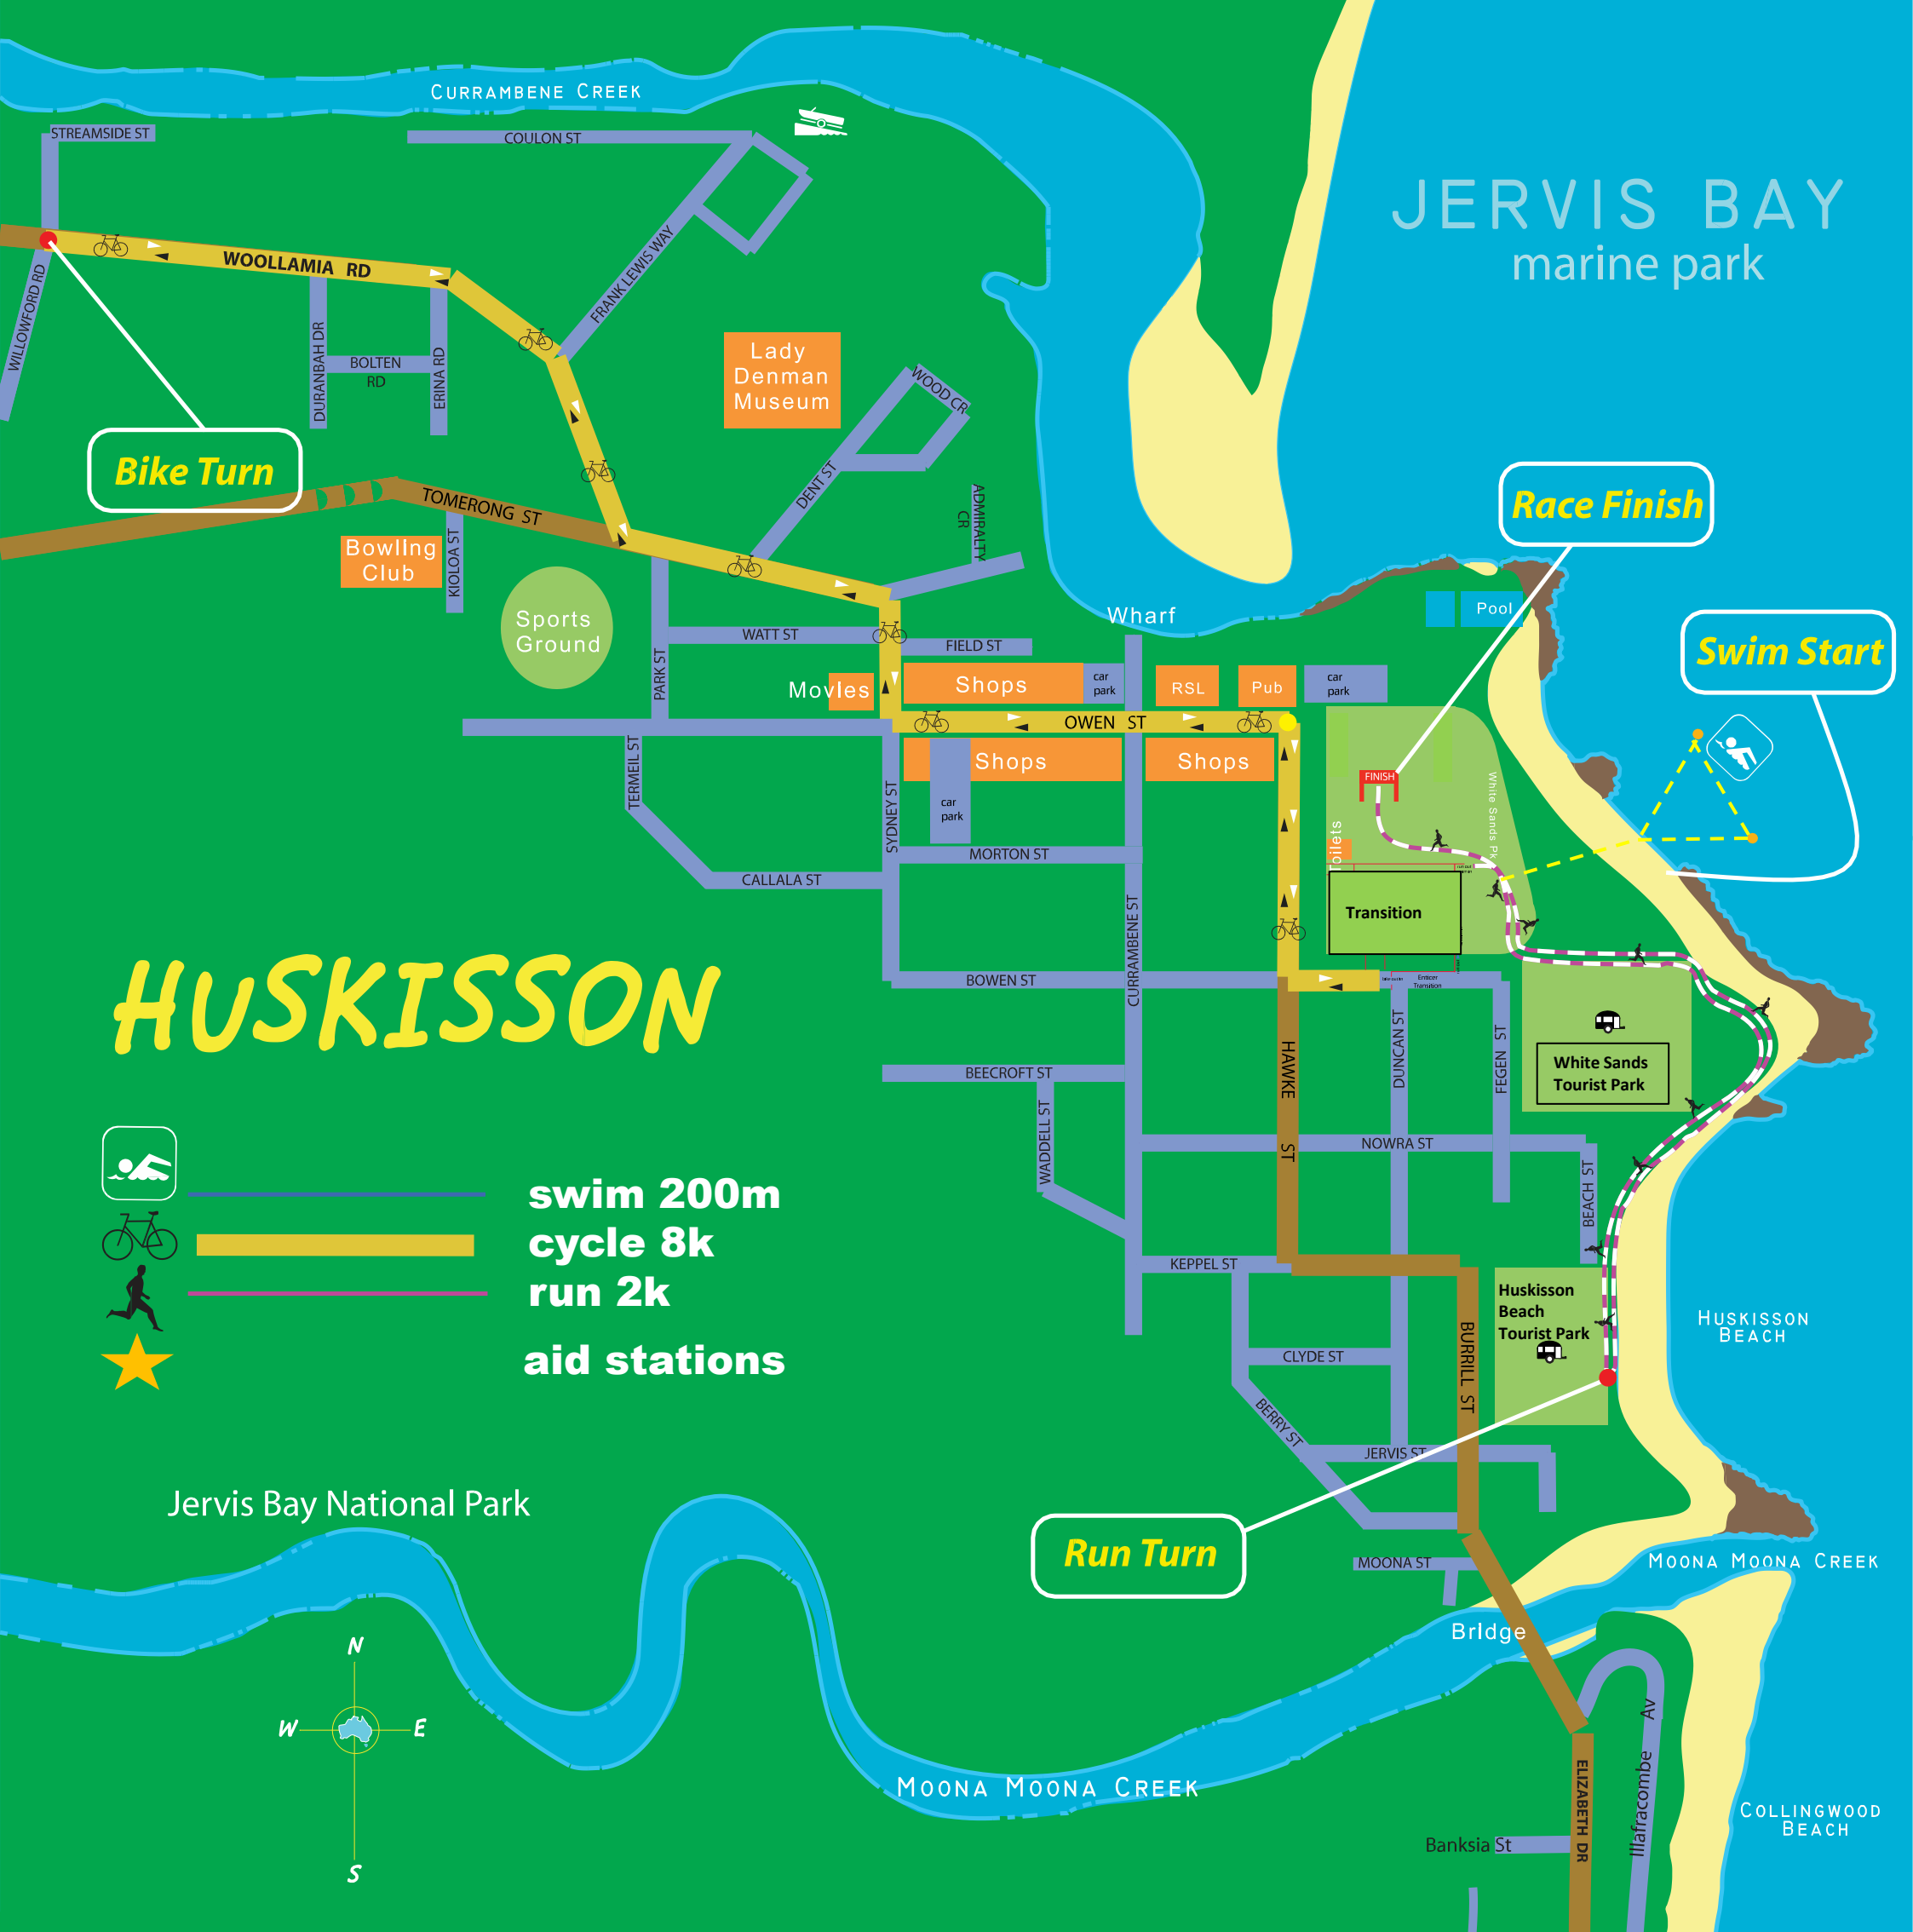 CURRAMBENE CREEK
STREAMSIDE ST
COULON ST
JERVIS BAY
marine park
WOOLLAMIA RD
FRANK LEWIS WAY
WILLOWFORD RD
DURANBAH DR
BOLTEN
RD
ERINA RD
Lady
Denman
Museum
WOOD CR
DENT ST
Bike Turn
TOMERONG ST
ADMIRALTY
CR
Race Finish
BowlIng
Club
KIOLOA ST
Sports
Ground
Wharf
Pool
Swim Start
WATT ST
FIELD ST
PARK ST
MovIes
Shops
car
park
RSL
Pub
car
park
OWEN ST
Shops
Shops
car
park
TERMEIL ST
SYDNEY ST
FINISH
White Sands Pk
Toilets
MORTON ST
CALLALA ST
Transition
CURRAMBENE ST
BOWEN ST
Enticer
Transition
HUSKISSON
HAWKE ST
DUNCAN ST
FEGEN ST
White Sands
Tourist Park
BEECROFT ST
WADDELL ST
NOWRA ST
BEACH ST
swim 200m
cycle 8k
run 2k
aid stations
KEPPEL ST
Huskisson
Beach
Tourist Park
HUSKISSON
BEACH
BURRILL ST
CLYDE ST
BERRY ST
JERVIS ST
Jervis Bay National Park
Run Turn
MOONA ST
MOONA MOONA CREEK
BrIdge
N
W
E
S
MOONA MOONA CREEK
Illafracombe Av
ELIZABETH DR
Banksia St
COLLINGWOOD
BEACH